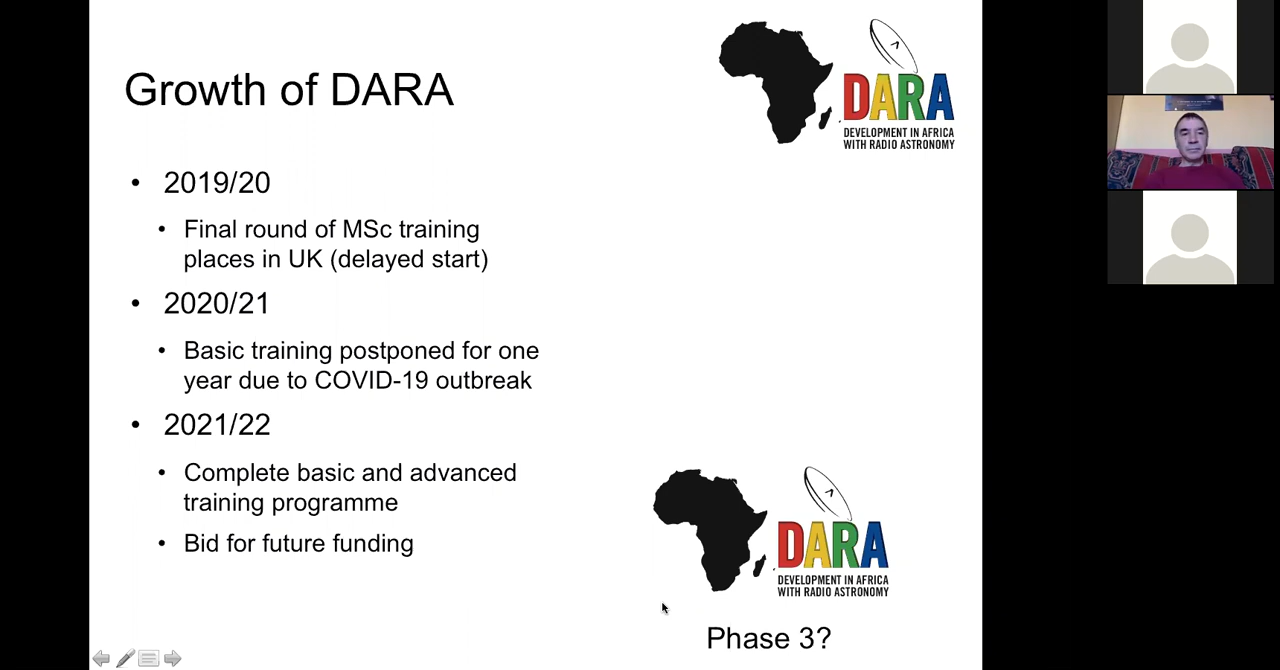 Growth of DARA
DARA
DEVELOPMENT IN AFRICA
WITH RADIO ASTRONOMY
• 2019/20
• Final round of MSc training
places in UK (delayed start)
• 2020/21
• Basic training postponed for one
year due to COVID-19 outbreak
• 2021/22
• Complete basic and advanced
training programme
• Bid for future funding
DARA
DEVELOPMENT IN AFRICA
WITH RADIO ASTRONOMY
Phase 3?